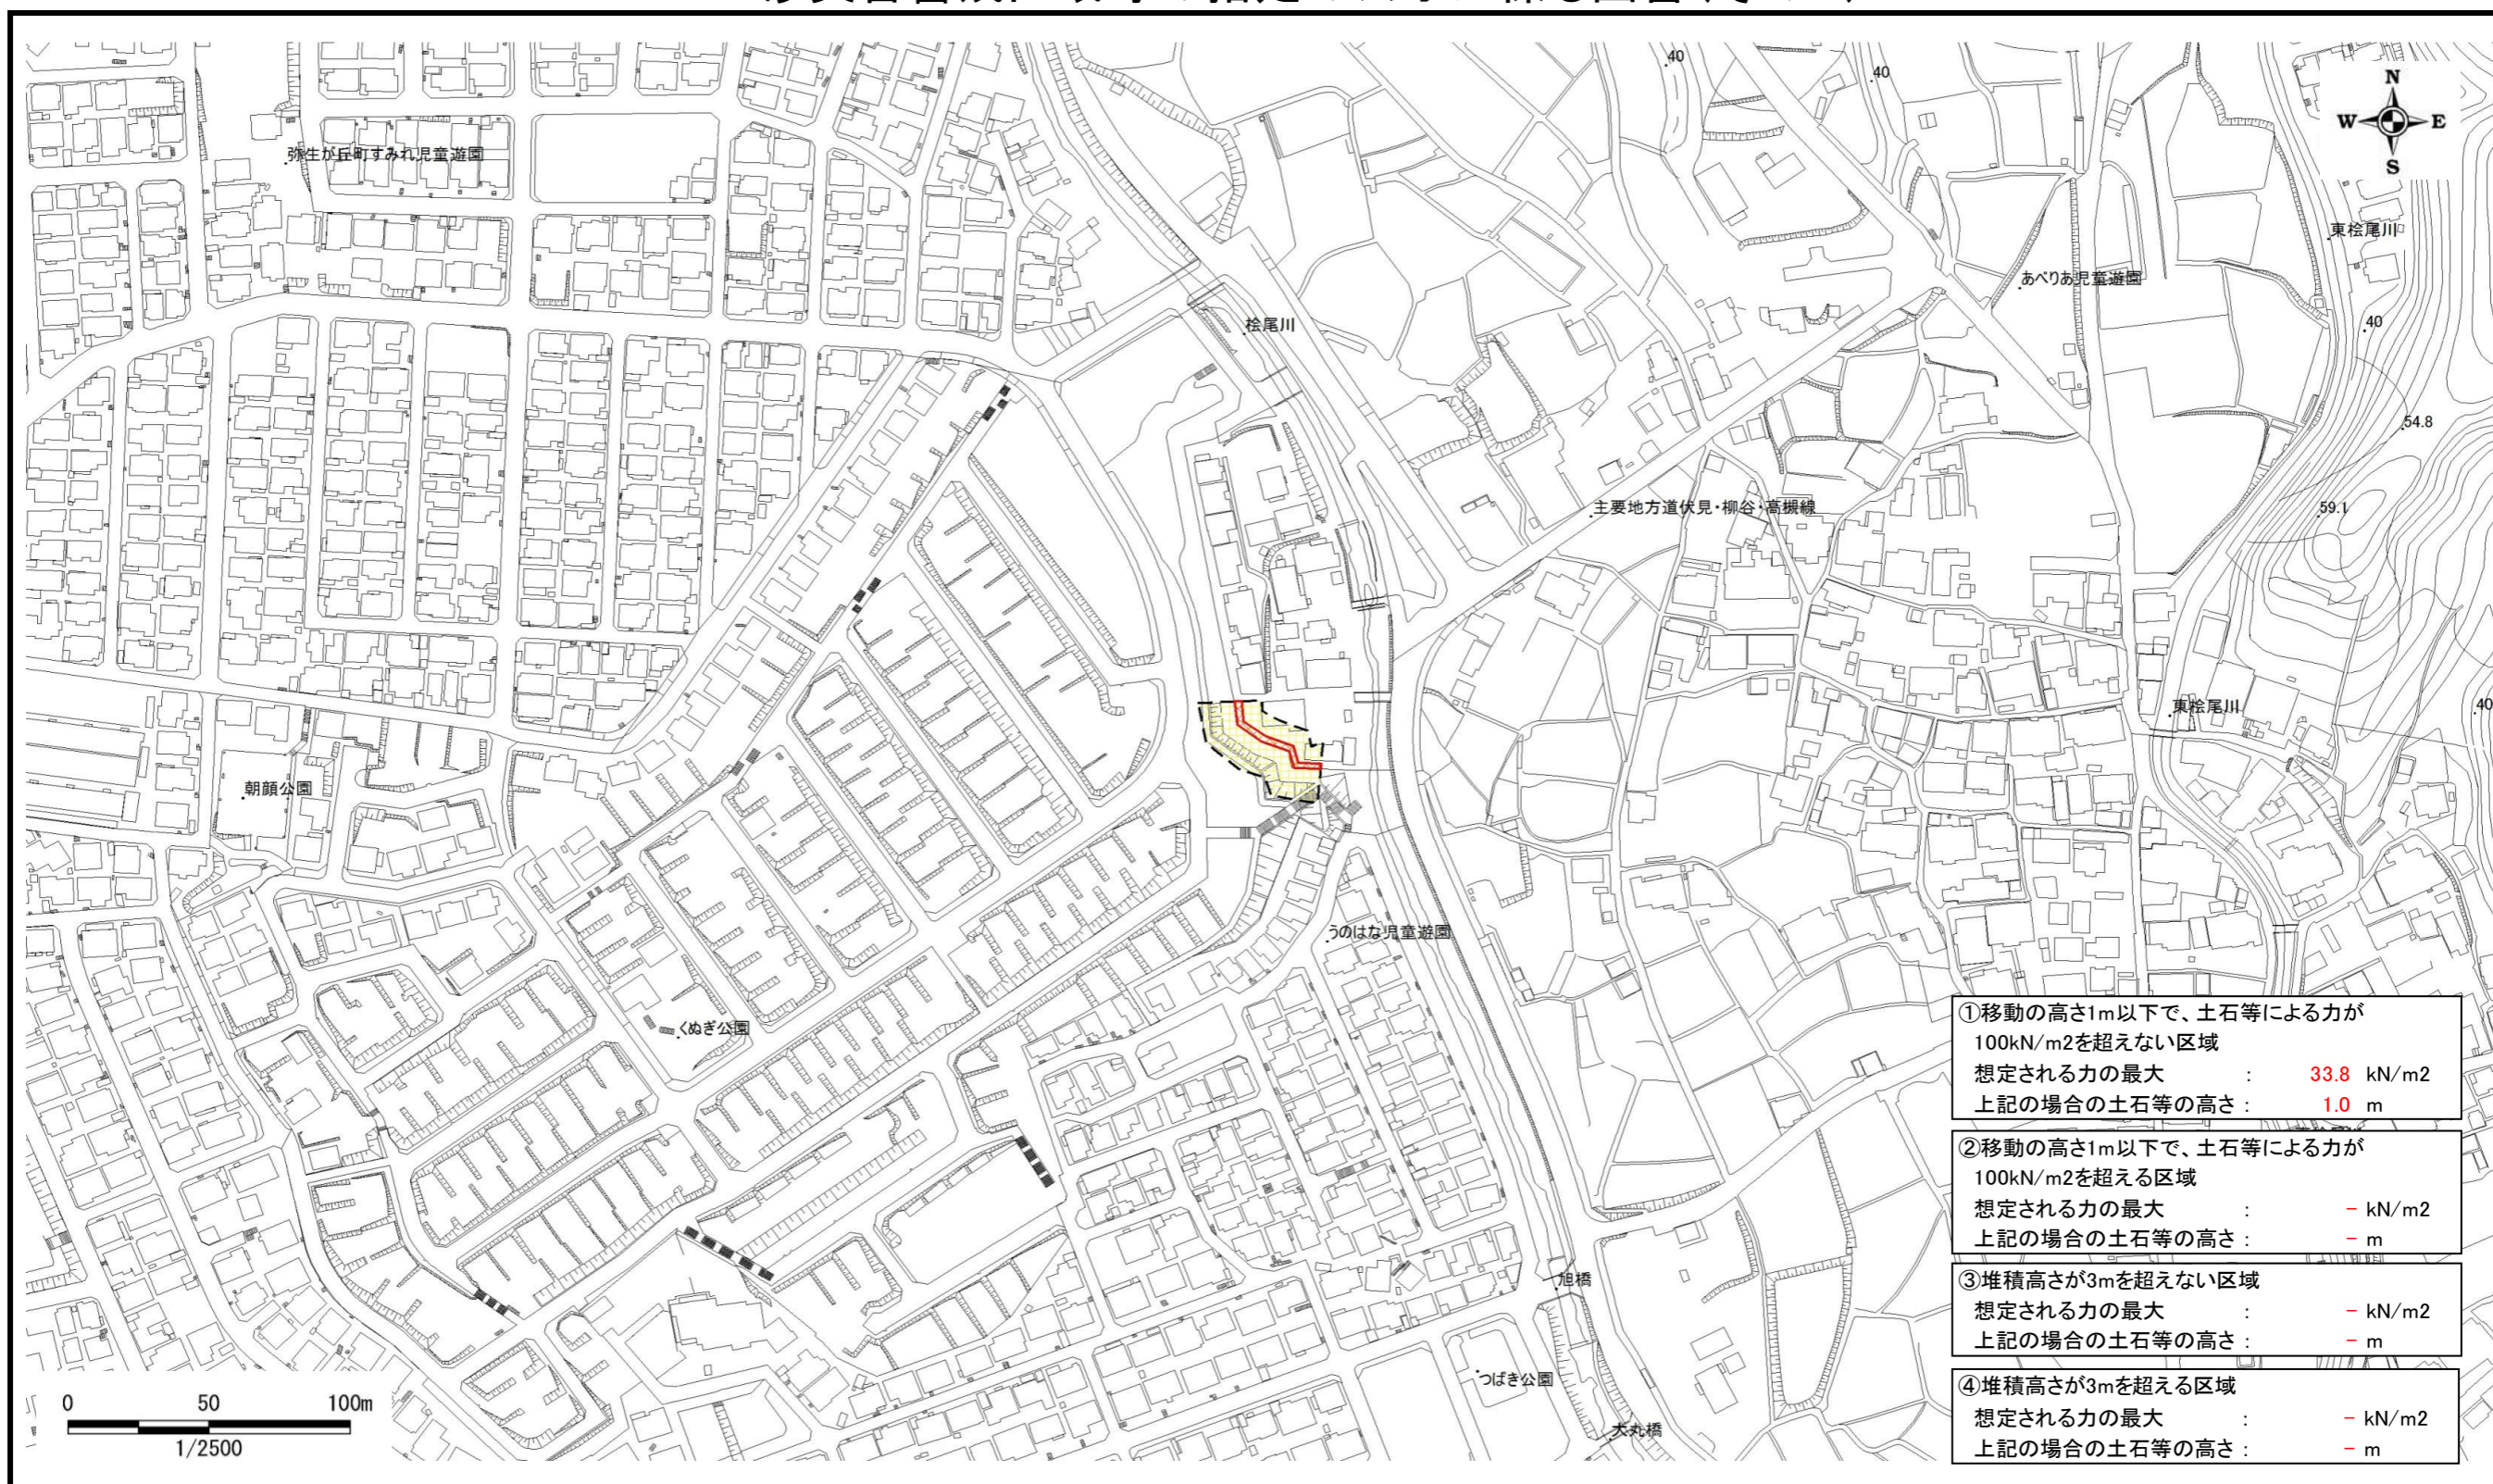 N
W E
S
40
40
弥生が丘町すみれ児童遊園
東桧尾川
あべりあ児童遊園
桧尾川
40
54.8
主要地方道伏見・柳谷・高槻線
59.1
東桧尾川
40
朝顔公園
うのはな児童遊園
くぬぎ公園
旭橋
つばき公園
大丸橋
①移動の高さ1m以下で、土石等による力が
100kN/m2を超えない区域
想定される力の最大 : 33.8 kN/m2
上記の場合の土石等の高さ : 1.0 m
②移動の高さ1m以下で、土石等による力が
100kN/m2を超える区域
想定される力の最大 : − kN/m2
上記の場合の土石等の高さ : − m
③堆積高さが3mを超えない区域
想定される力の最大 : − kN/m2
上記の場合の土石等の高さ : − m
④堆積高さが3mを超える区域
想定される力の最大 : − kN/m2
上記の場合の土石等の高さ : − m
0 50 100m
1/2500